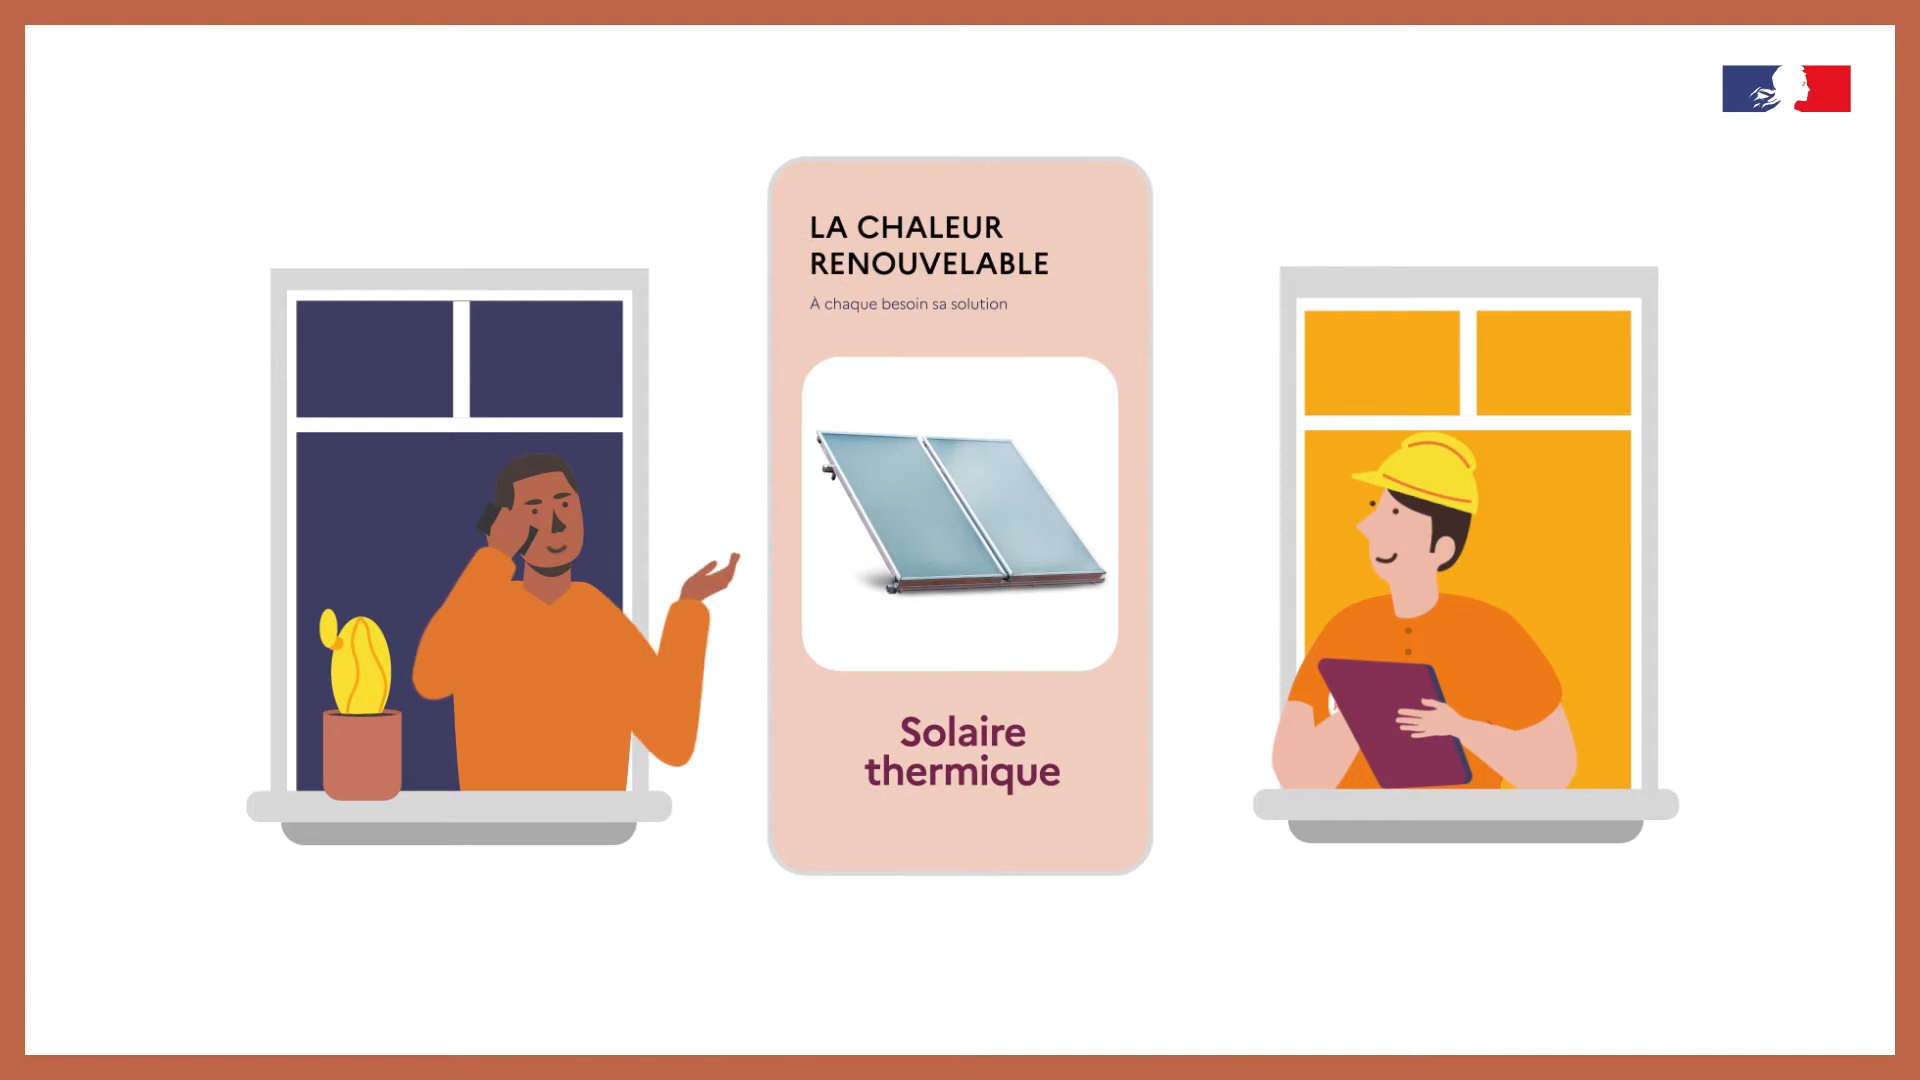 LA CHALEUR
RENOUVELABLE
À chaque besoin sa solution
Solaire
thermique